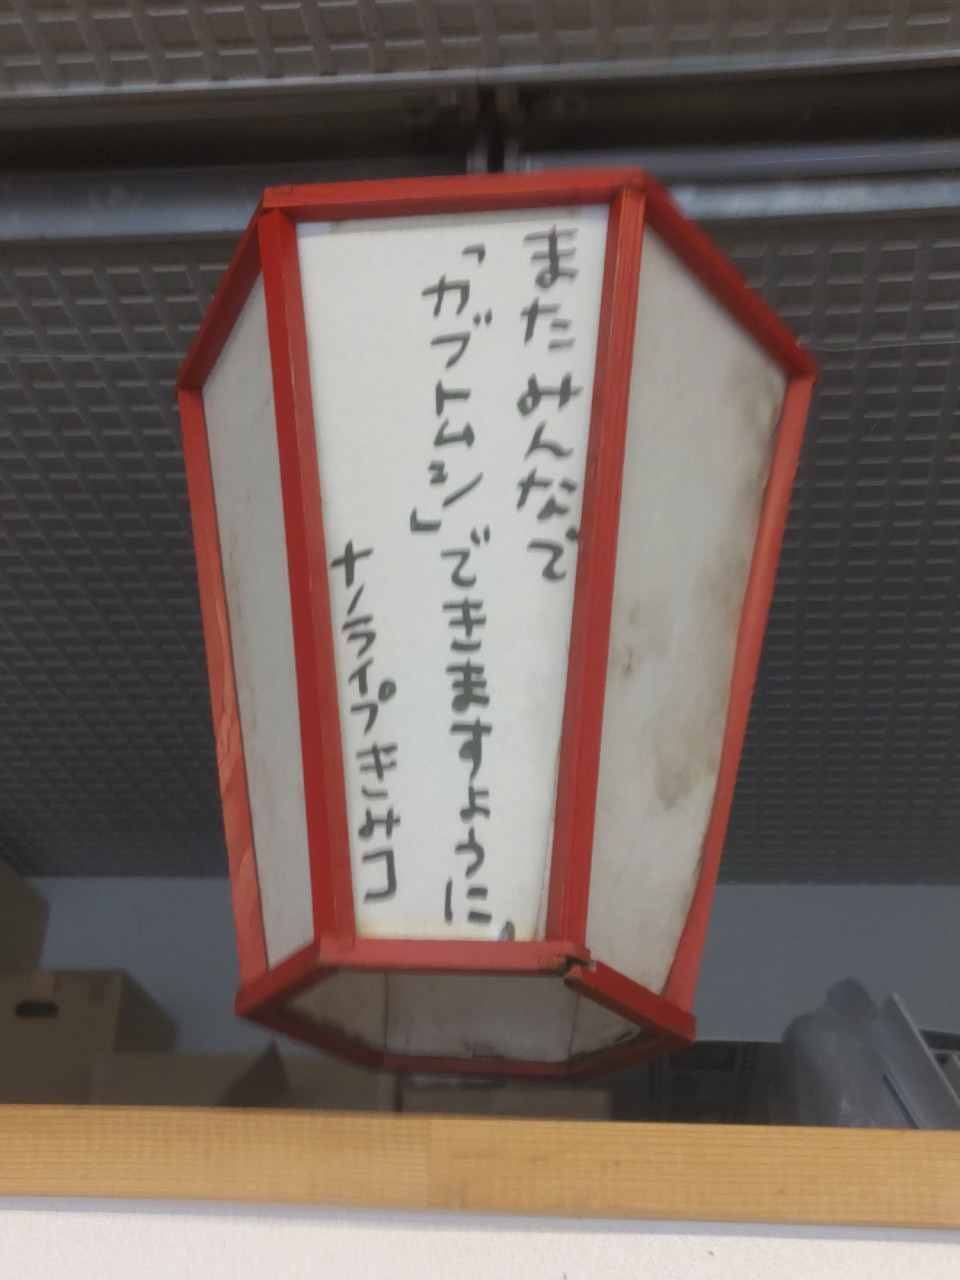 またみんなで
「カブトムシ」できますように。
ナノライプきみコ